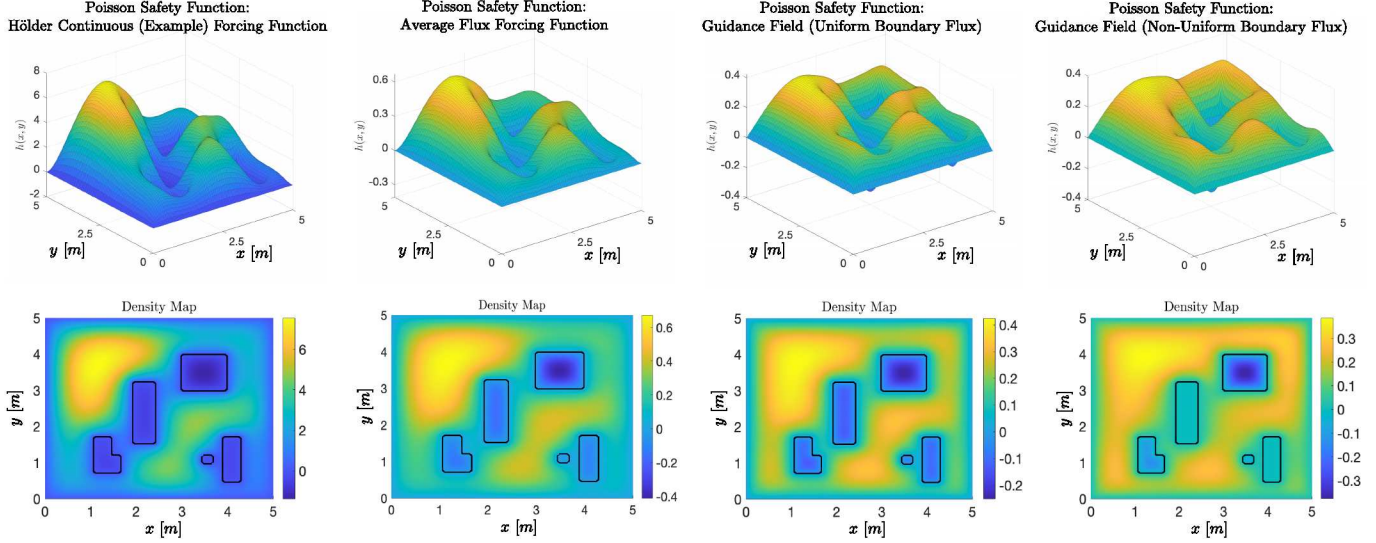 Poisson Safety Function:
Hölder Continuous (Example) Forcing Function
8
6
4
2
0
-2
h(x, y)
5
2.5
0
y [m]
0
2.5
5
x [m]
Poisson Safety Function:
Average Flux Forcing Function
0.6
0.3
0
-0.3
h(x, y)
5
2.5
0
y [m]
0
2.5
5
x [m]
Poisson Safety Function:
Guidance Field (Uniform Boundary Flux)
0.4
0.2
0
-0.2
-0.4
h(x, y)
5
2.5
0
y [m]
0
2.5
5
x [m]
Poisson Safety Function:
Guidance Field (Non-Uniform Boundary Flux)
0.4
0.2
0
-0.2
-0.4
h(x, y)
5
2.5
0
y [m]
0
2.5
5
x [m]
Density Map
5
4
3
2
1
0
y [m]
0 1 2 3 4 5
x [m]
6
4
2
0
Density Map
5
4
3
2
1
0
y [m]
0 1 2 3 4 5
x [m]
0.6
0.4
0.2
0
-0.2
-0.4
Density Map
5
4
3
2
1
0
y [m]
0 1 2 3 4 5
x [m]
0.4
0.3
0.2
0.1
0
-0.1
-0.2
Density Map
5
4
3
2
1
0
y [m]
0 1 2 3 4 5
x [m]
0.3
0.2
0.1
0
-0.1
-0.2
-0.3